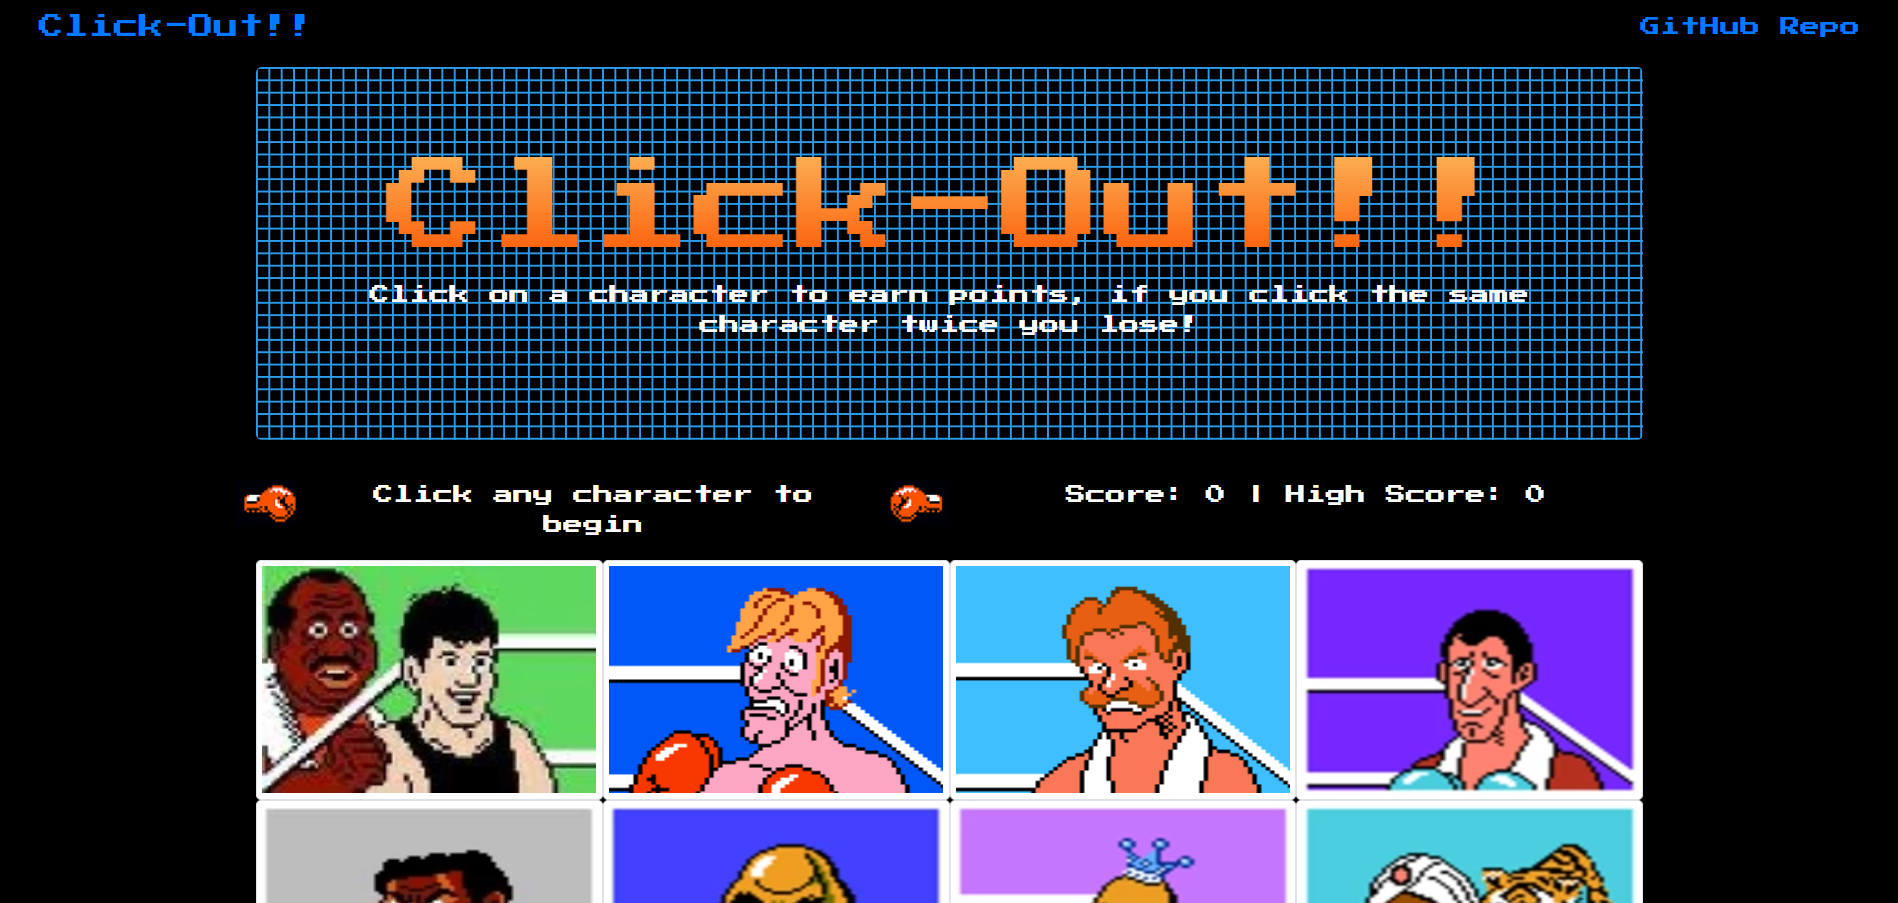 Click-Out!!
GitHub Repo
Click-Out!!
Click on a character to earn points, if you click the same
character twice you lose!
Click any character to
begin
Score: 0 | High Score: 0